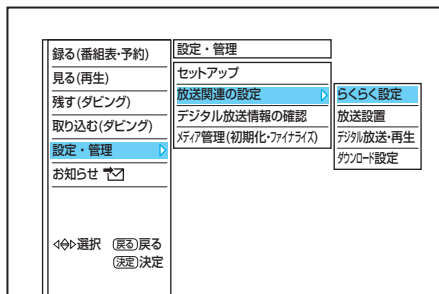 録る(番組表・予約)
見る(再生)
残す(ダビング)
取り込む(ダビング)
設定・管理
お知らせ
選択 戻る戻る
決定決定
設定・管理
セットアップ
放送関連の設定
デジタル放送情報の確認
メディア管理(初期化・ファイナライズ)
らくらく設定
放送設置
デジタル放送・再生
ダウンロード設定